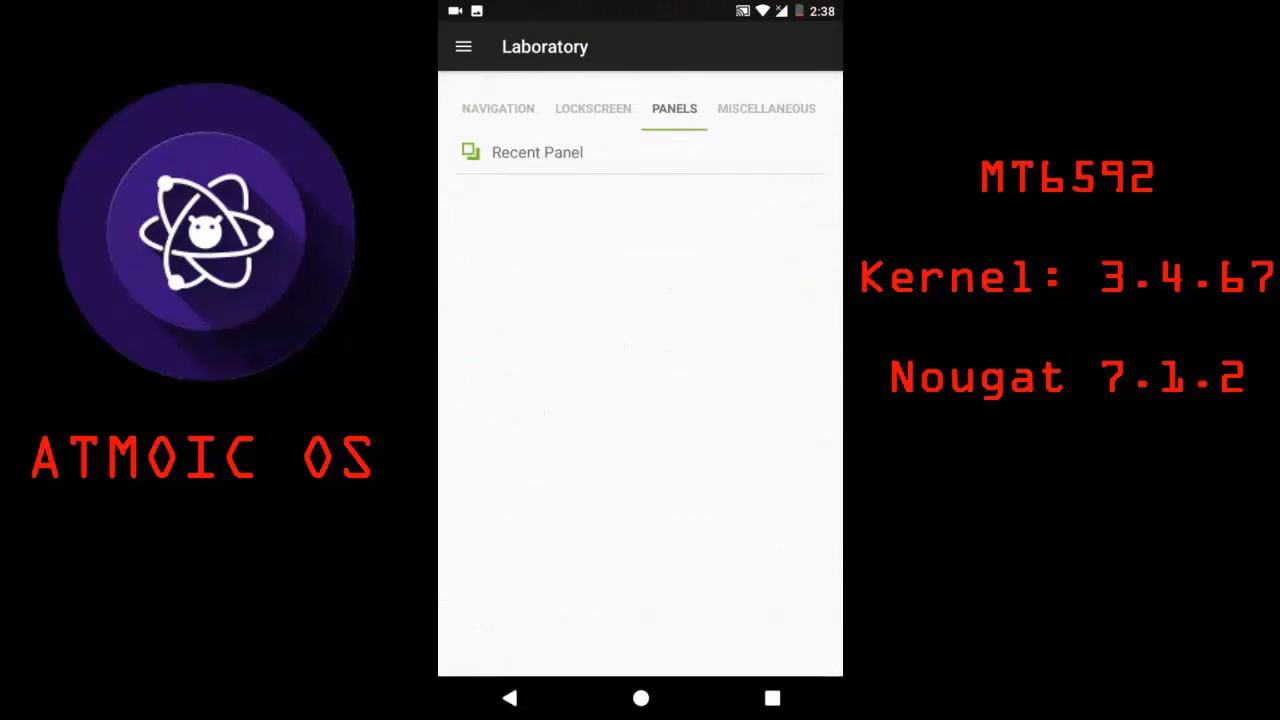 2:38
Laboratory
NAVIGATION LOCKSCREEN PANELS MISCELLANEOUS
Recent Panel
ATMOIC OS
MT6592
Kernel: 3.4.67
Nougat 7.1.2